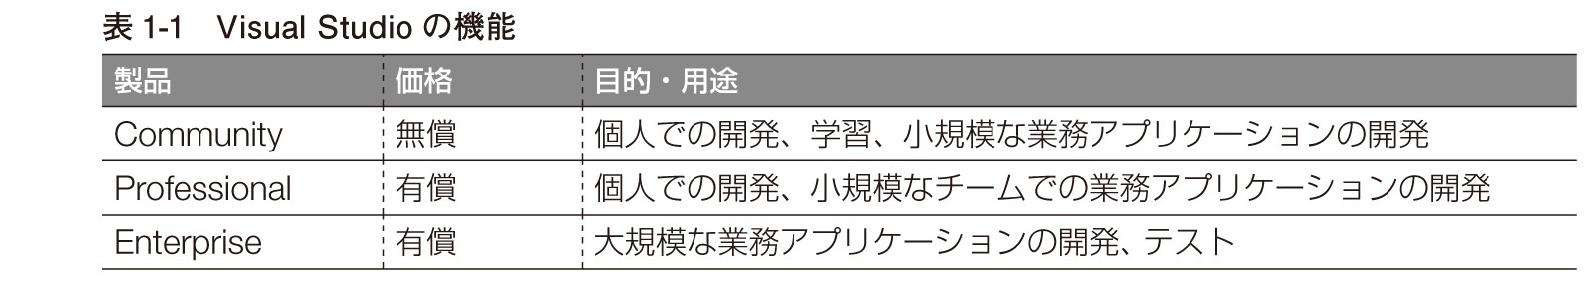 表 1-1　Visual Studio の機能
製品 価格 目的・用途
Community 無償 個人での開発、学習、小規模な業務アプリケーションの開発
Professional 有償 個人での開発、小規模なチームでの業務アプリケーションの開発
Enterprise 有償 大規模な業務アプリケーションの開発、テスト